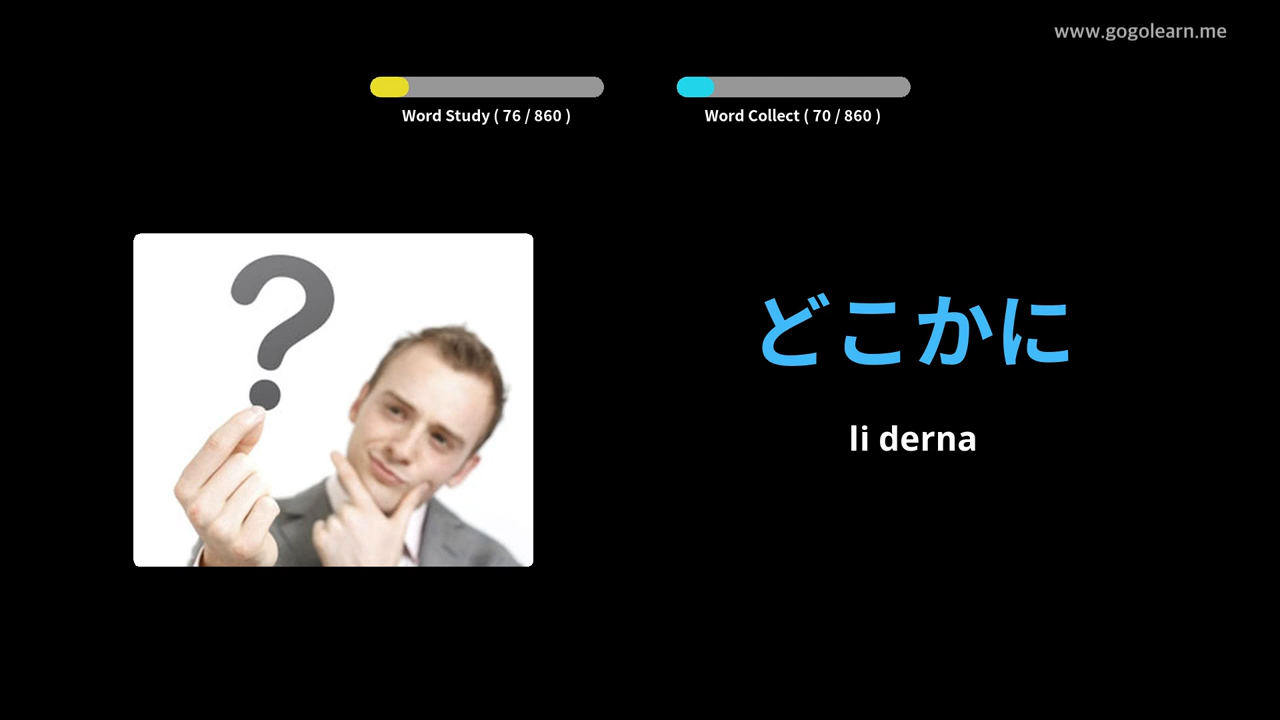 www.gogolearn.me
Word Study ( 76 / 860 )
Word Collect ( 70 / 860 )
どこかに
li derna